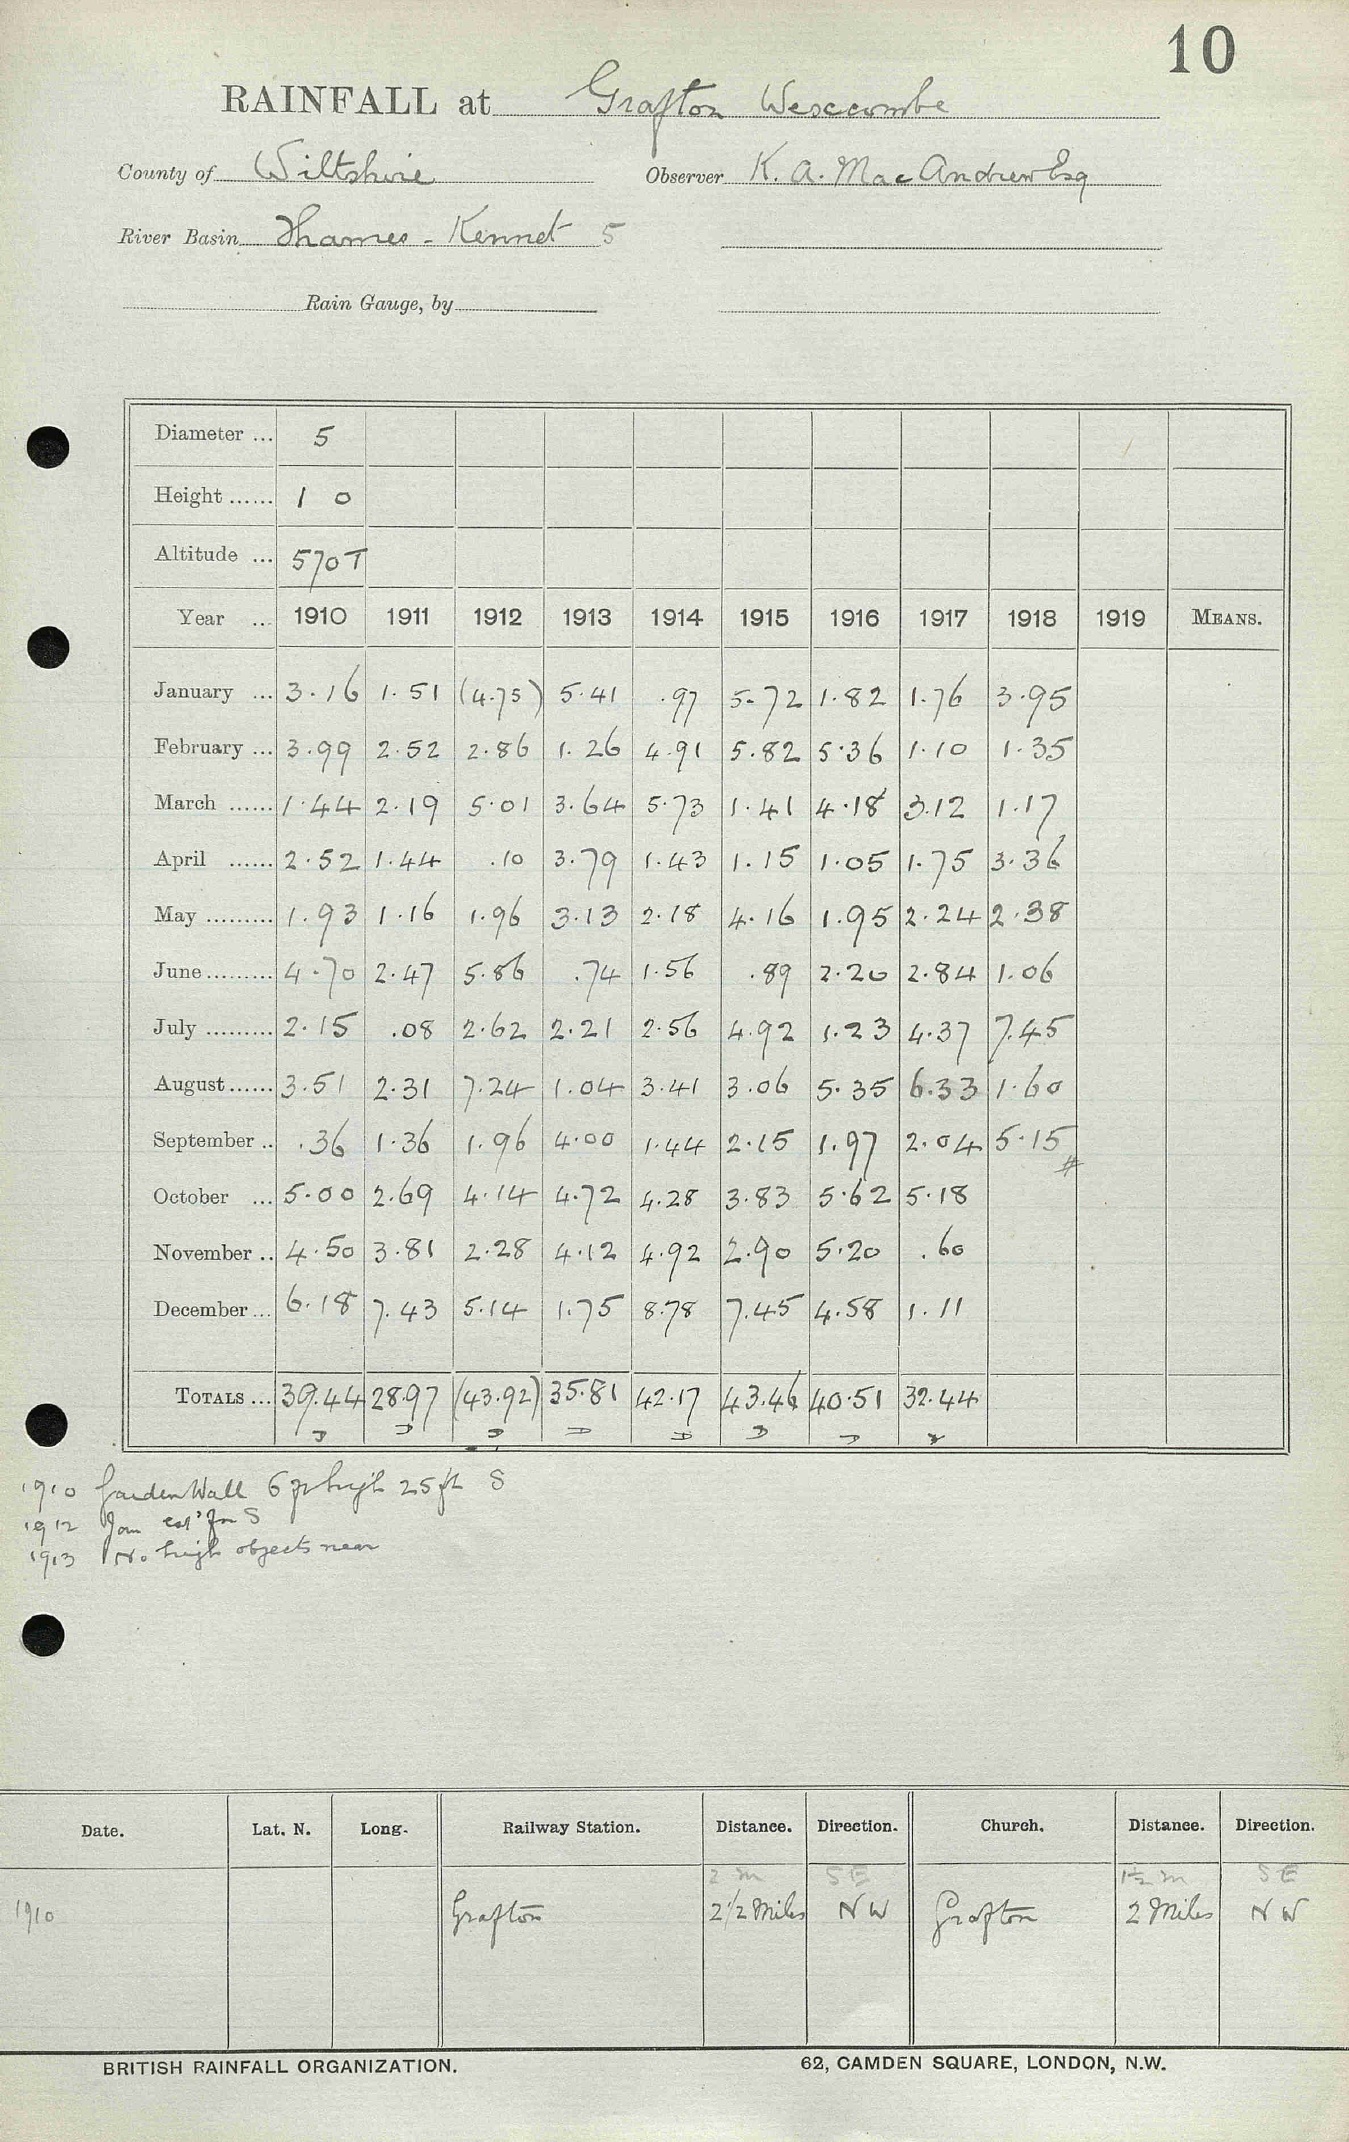 10
RAINFALL at Grafton Wesccombe
County of Wiltshire Observer K. A. MacAndrew Esq
River Basin Thames - Kennet 5
Rain Gauge, by
Diameter ... 5
Height ...... 1 0
Altitude ... 570 T
Year ... 1910 1911 1912 1913 1914 1915 1916 1917 1918 1919 MEANS.
January ... 3.16 1.51 (4.75) 5.41 .97 5.72 1.82 1.76 3.95
February ... 3.99 2.52 2.86 1.26 4.91 5.82 5.36 1.10 1.35
March ...... 1.44 2.19 5.01 3.64 5.73 1.41 4.18 3.12 1.17
April ...... 2.52 1.44 .10 3.79 1.43 1.15 1.05 1.75 3.36
May ......... 1.93 1.16 1.96 3.13 2.18 4.16 1.95 2.24 2.38
June ......... 4.70 2.47 5.86 .74 1.56 .89 2.20 2.84 1.06
July ......... 2.15 .08 2.62 2.21 2.56 4.92 1.23 4.37 7.45
August ...... 3.51 2.31 7.24 1.04 3.41 3.06 5.35 6.33 1.60
September .. .36 1.36 1.96 4.00 1.44 2.15 1.97 2.04 5.15 #
October ... 5.00 2.69 4.14 4.72 4.28 3.83 5.62 5.18
November .. 4.50 3.81 2.28 4.12 4.92 2.90 5.20 .60
December ... 6.18 7.43 5.14 1.75 8.78 7.45 4.58 1.11
TOTALS ... 39.44 28.97 (43.92) 35.81 42.17 43.46 40.51 32.44
1910 Garden Wall 6 ft high 25 ft S
1912 Jan est'd fr S
1913 No high objects near
Date. Lat. N. Long. Railway Station. Distance. Direction. Church. Distance. Direction.
2 m SE 1½ m SE
1910 Grafton 2 1/2 Miles NW Grafton 2 Miles NW
BRITISH RAINFALL ORGANIZATION. 62, CAMDEN SQUARE, LONDON, N.W.